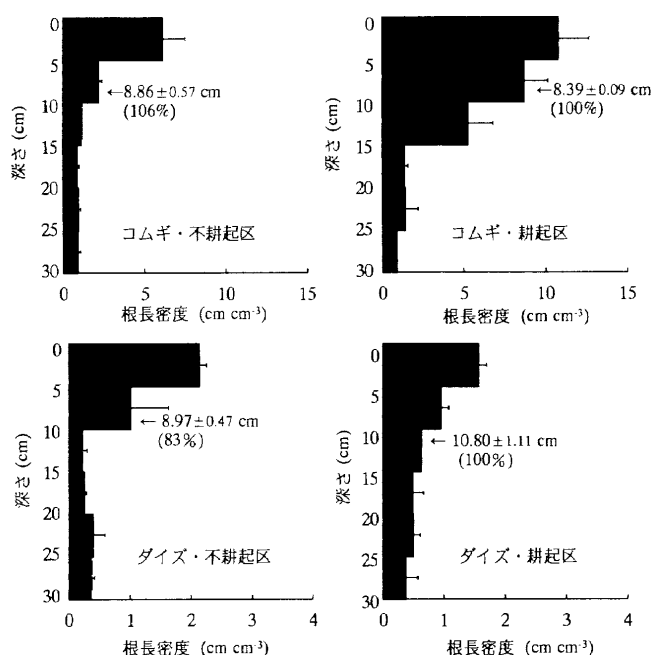 0
5
10
15
20
25
30
深さ (cm)
←8.86±0.57 cm
(106%)
コムギ・不耕起区
0 5 10 15
根長密度 (cm cm-3)
0
5
10
15
20
25
30
深さ (cm)
←8.39±0.09 cm
(100%)
コムギ・耕起区
0 5 10 15
根長密度 (cm cm-3)
0
5
10
15
20
25
30
深さ (cm)
←8.97±0.47 cm
(83%)
ダイズ・不耕起区
0 1 2 3 4
根長密度 (cm cm-3)
0
5
10
15
20
25
30
深さ (cm)
←10.80±1.11 cm
(100%)
ダイズ・耕起区
0 1 2 3 4
根長密度 (cm cm-3)